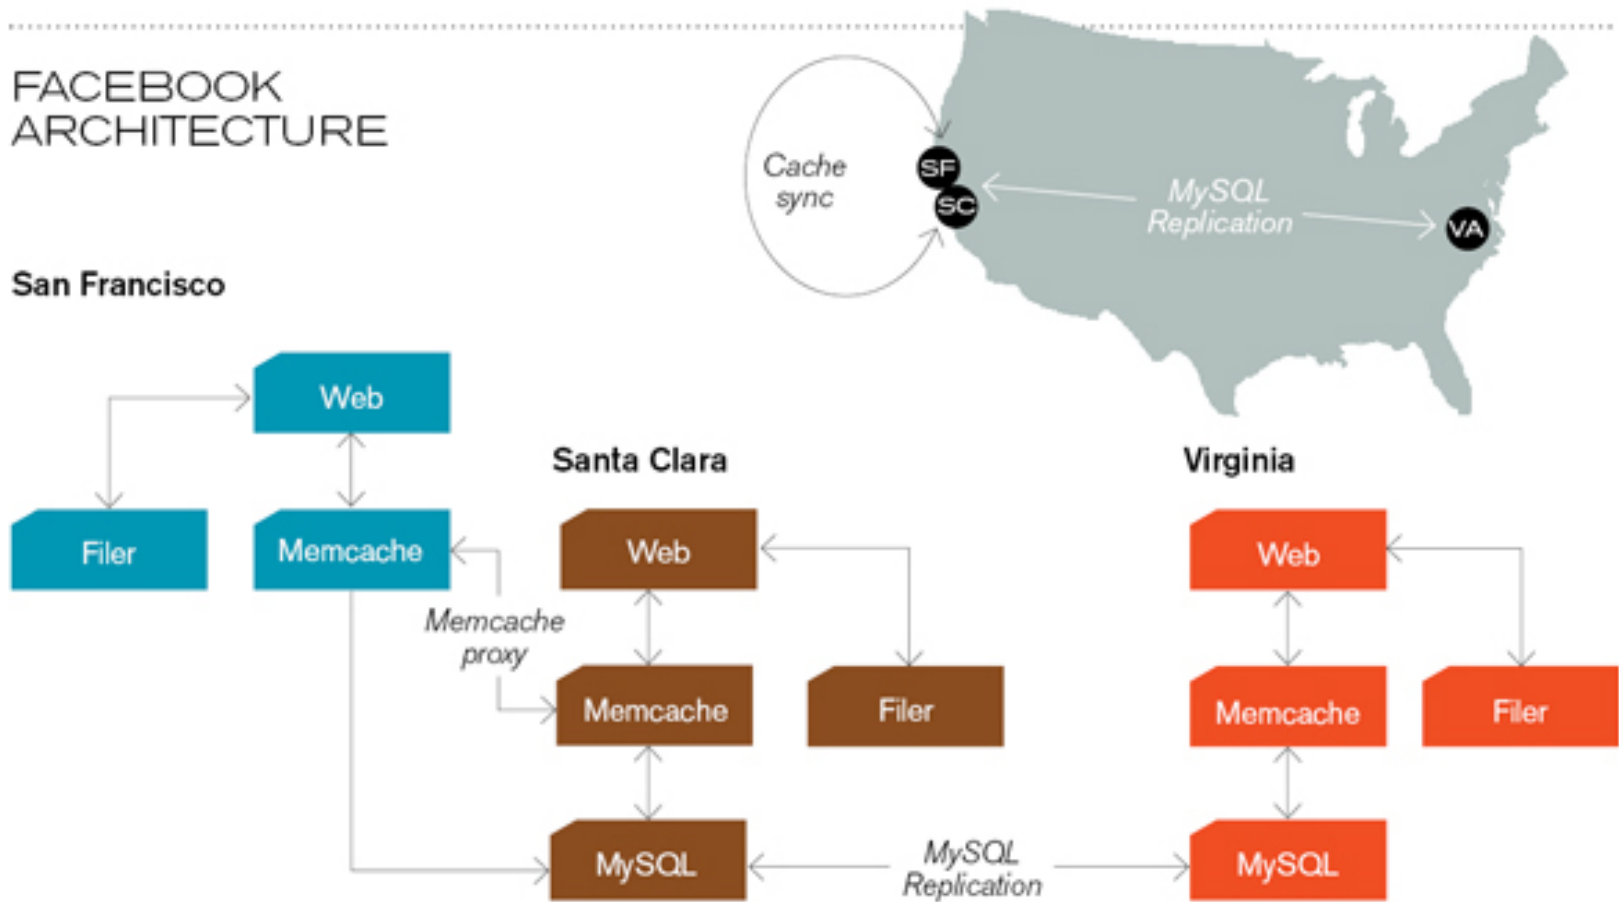 FACEBOOK
ARCHITECTURE
Cache
sync
SF
SC
MySQL
Replication
VA
San Francisco
Web
Filer
Memcache
Memcache
proxy
Santa Clara
Web
Memcache
Filer
MySQL
MySQL
Replication
Virginia
Web
Memcache
Filer
MySQL